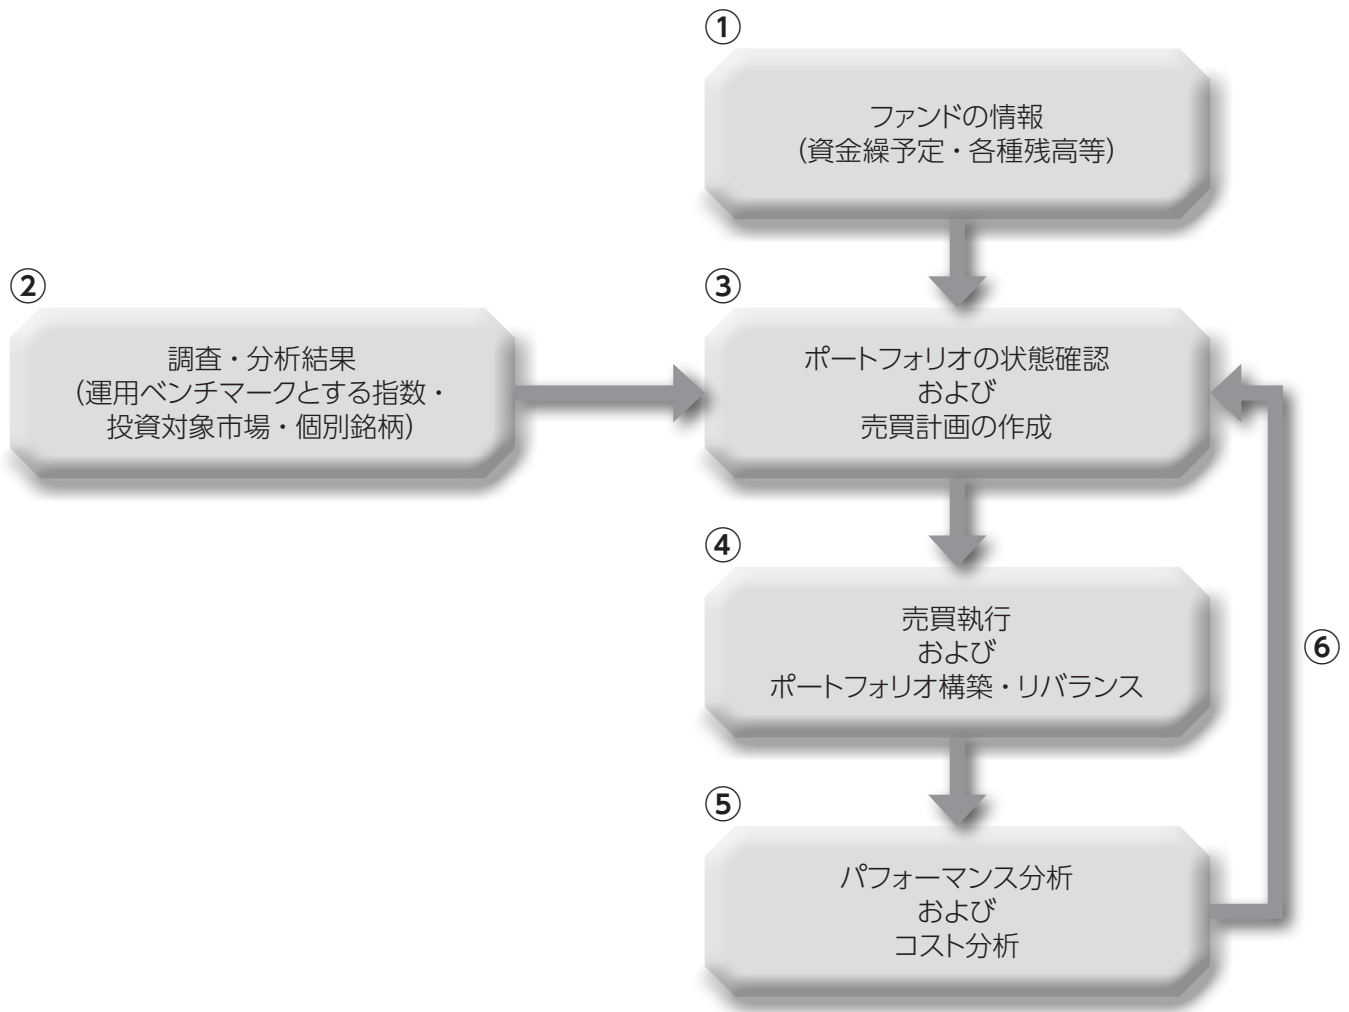 ①
ファンドの情報
(資金繰予定・各種残高等)
②
調査・分析結果
(運用ベンチマークとする指数・
投資対象市場・個別銘柄)
③
ポートフォリオの状態確認
および
売買計画の作成
④
売買執行
および
ポートフォリオ構築・リバランス
⑤
パフォーマンス分析
および
コスト分析
⑥